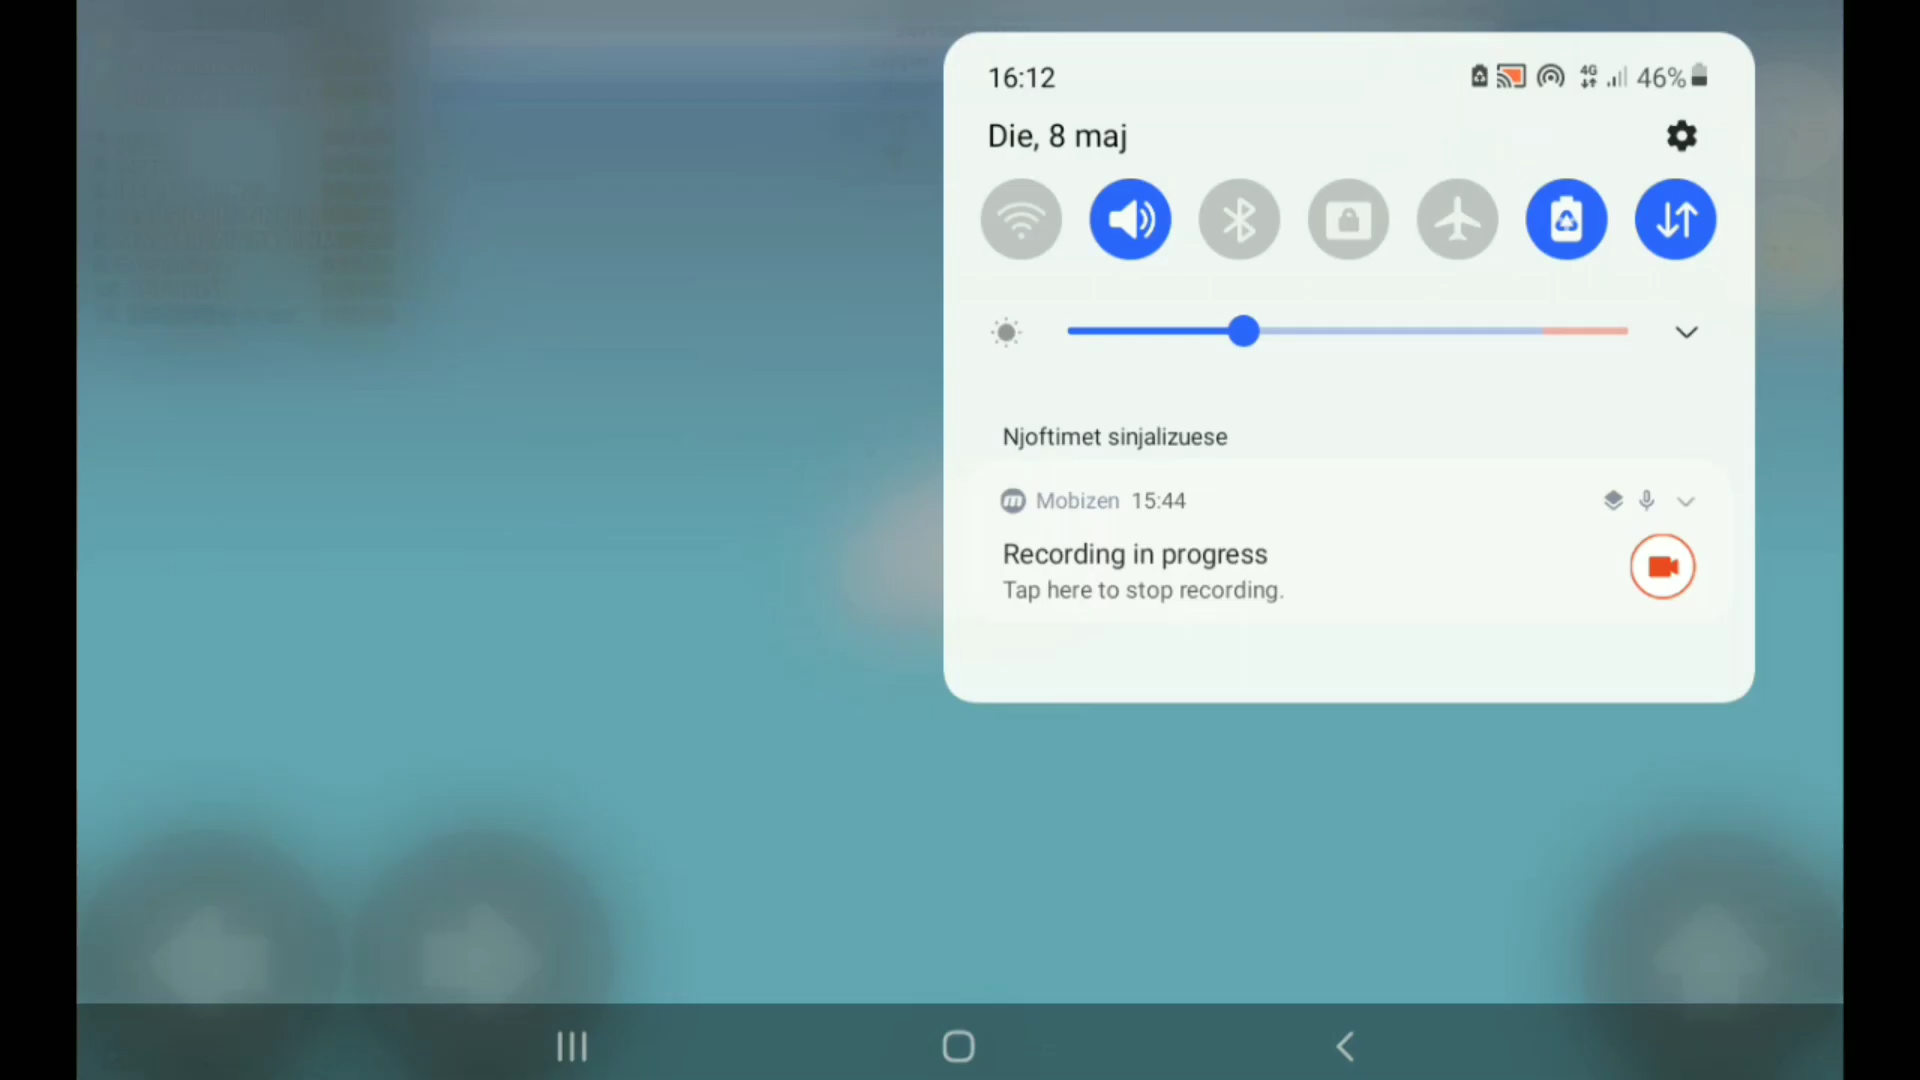 16:12
4G
46%
Die, 8 maj
Njoftimet sinjalizuese
Mobizen 15:44
Recording in progress
Tap here to stop recording.